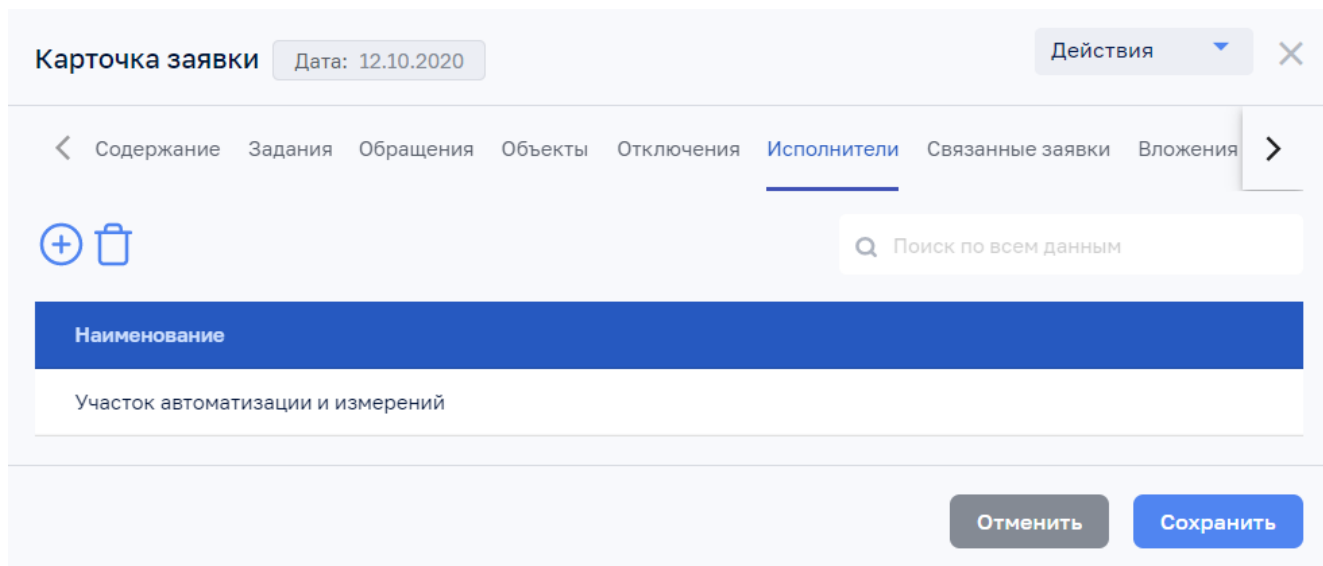 Карточка заявки Дата: 12.10.2020 Действия
Содержание Задания Обращения Объекты Отключения Исполнители Связанные заявки Вложения
Поиск по всем данным
Наименование
Участок автоматизации и измерений
Отменить Сохранить